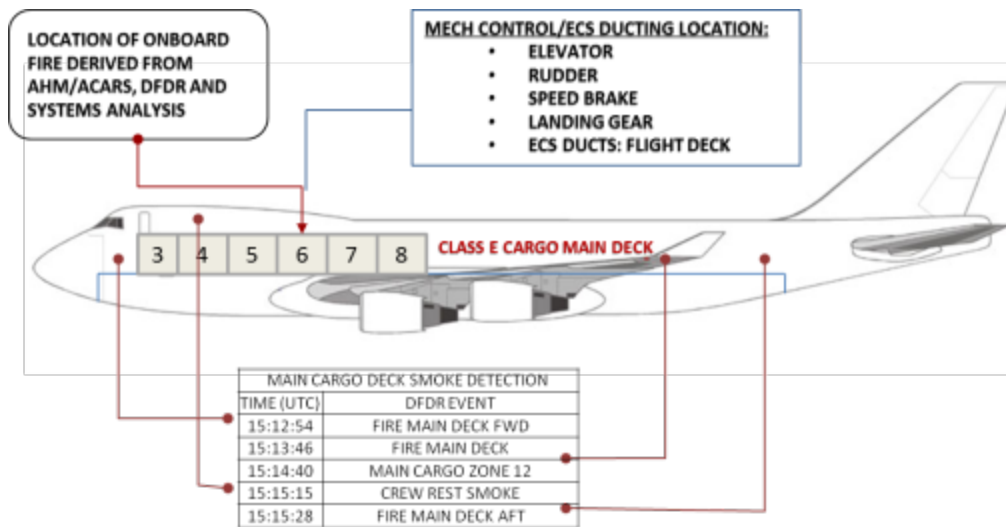 LOCATION OF ONBOARD
FIRE DERIVED FROM
AHM/ACARS, DFDR AND
SYSTEMS ANALYSIS
MECH CONTROL/ECS DUCTING LOCATION:
• ELEVATOR
• RUDDER
• SPEED BRAKE
• LANDING GEAR
• ECS DUCTS: FLIGHT DECK
3 4 5 6 7 8
CLASS E CARGO MAIN DECK
MAIN CARGO DECK SMOKE DETECTION
TIME (UTC) DFDR EVENT
15:12:54 FIRE MAIN DECK FWD
15:13:46 FIRE MAIN DECK
15:14:40 MAIN CARGO ZONE 12
15:15:15 CREW REST SMOKE
15:15:28 FIRE MAIN DECK AFT